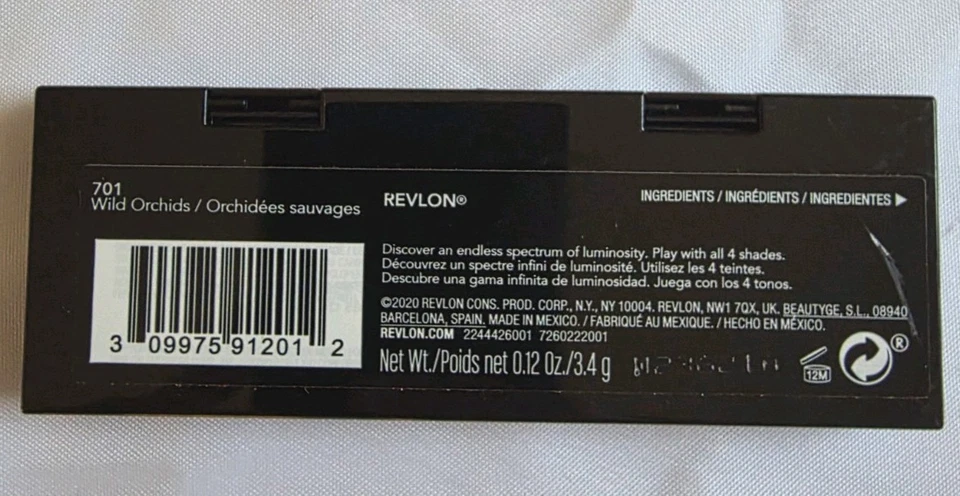 701
Wild Orchids / Orchidées sauvages
REVLON®
INGREDIENTS / INGRÉDIENTS / INGREDIENTES ▶
3 09975 91201 2
Discover an endless spectrum of luminosity. Play with all 4 shades.
Découvrez un spectre infini de luminosité. Utilisez les 4 teintes.
Descubre una gama infinita de luminosidad. Juega con los 4 tonos.
©2020 REVLON CONS. PROD. CORP., N.Y., NY 10004. REVLON, NW1 7QX, UK. BEAUTYGE, S.L., 08940
BARCELONA, SPAIN. MADE IN MEXICO. / FABRIQUÉ AU MEXIQUE. / HECHO EN MÉXICO.
REVLON.COM 2244426001 7260222001
Net Wt./Poids net 0.12 Oz./3.4 g
12M
®